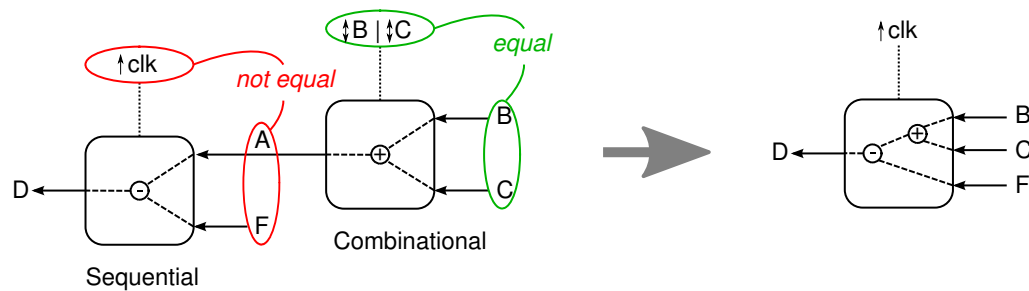 ↕B | ↕C
equal
↑clk
not equal
↑clk
A
B
C
F
D
+
-
Combinational
Sequential
B
C
F
D
+
-